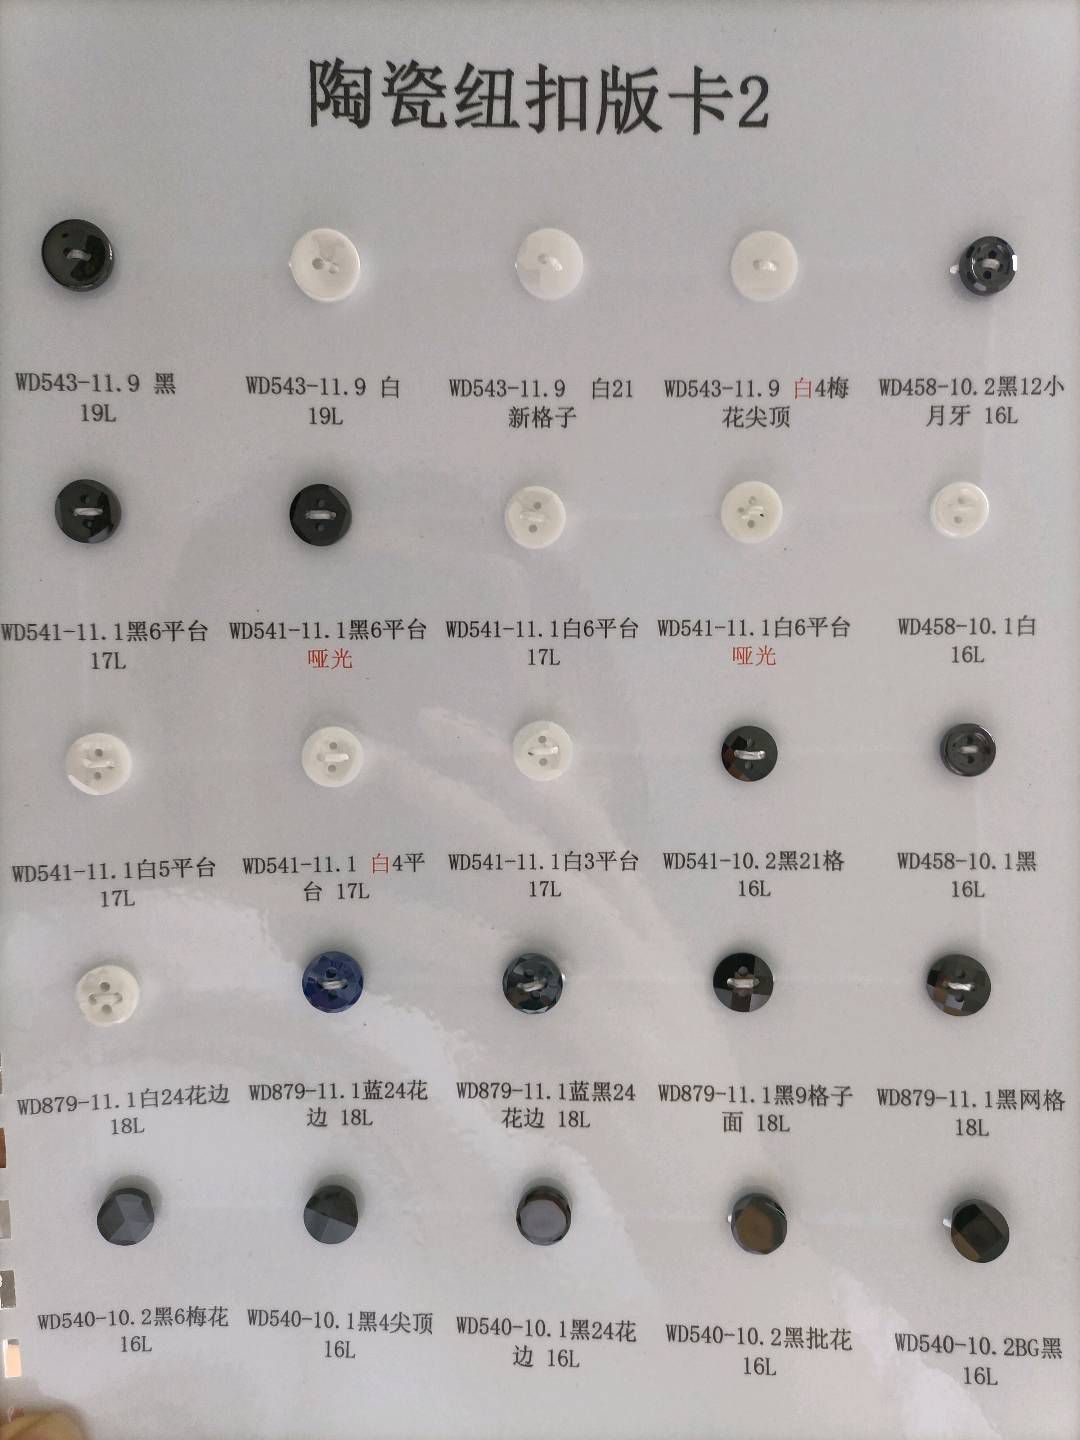 陶瓷纽扣版卡2
WD543-11.9 黑
19L
WD543-11.9 白
19L
WD543-11.9 白21
新格子
WD543-11.9 白4梅
花尖顶
WD458-10.2黑12小
月牙 16L
WD541-11.1黑6平台
17L
WD541-11.1黑6平台
哑光
WD541-11.1白6平台
17L
WD541-11.1白6平台
哑光
WD458-10.1白
16L
WD541-11.1白5平台
17L
WD541-11.1 白4平
台 17L
WD541-11.1白3平台
17L
WD541-10.2黑21格
16L
WD458-10.1黑
16L
WD879-11.1白24花边
18L
WD879-11.1蓝24花
边 18L
WD879-11.1蓝黑24
花边 18L
WD879-11.1黑9格子
面 18L
WD879-11.1黑网格
18L
WD540-10.2黑6梅花
16L
WD540-10.1黑4尖顶
16L
WD540-10.1黑24花
边 16L
WD540-10.2黑批花
16L
WD540-10.2BG黑
16L